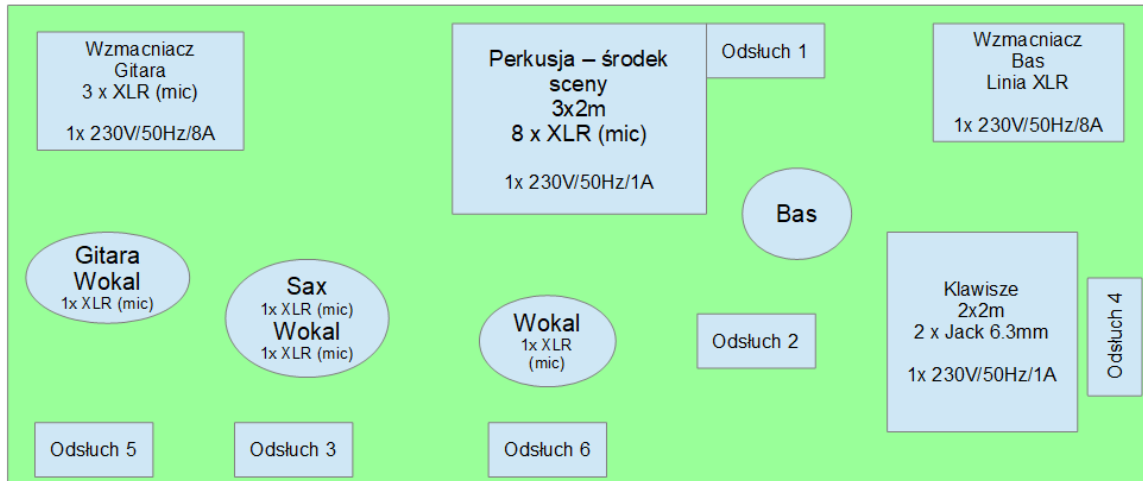 Wzmacniacz
Gitara
3 x XLR (mic)
1x 230V/50Hz/8A
Perkusja – środek
sceny
3x2m
8 x XLR (mic)
1x 230V/50Hz/1A
Odsłuch 1
Wzmacniacz
Bas
Linia XLR
1x 230V/50Hz/8A
Bas
Gitara
Wokal
1x XLR (mic)
Sax
1x XLR (mic)
Wokal
1x XLR (mic)
Wokal
1x XLR
(mic)
Odsłuch 2
Klawisze
2x2m
2 x Jack 6.3mm
1x 230V/50Hz/1A
Odsłuch 4
Odsłuch 5
Odsłuch 3
Odsłuch 6